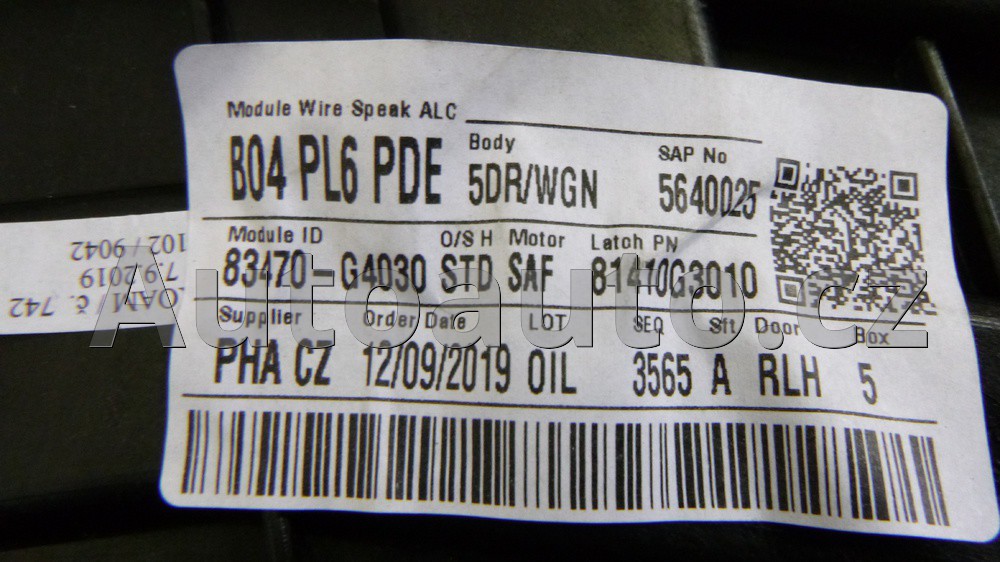 Module Wire Speak ALC
B04 PL6 PDE
Body
5DR/WGN
SAP No
5640025
Module ID O/S H Motor Latch PN
83470-G4030 STD SAF 81410G3010
Supplier Order Date LOT SEQ Sft Door Box
PHA CZ 12/09/2019 OIL 3565 A RLH 5
102 / 9042
7.9.2019
OAM / č. 742
Autoauto.cz